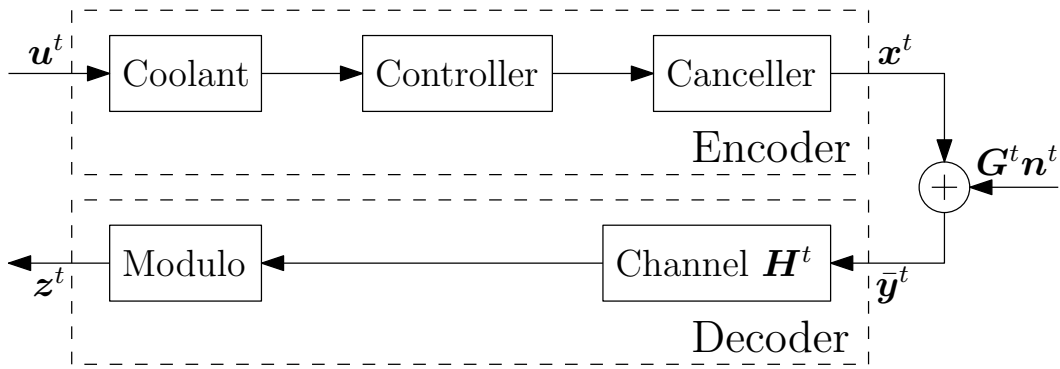 u^t Coolant Controller Canceller x^t
Encoder
G^t n^t
+
z^t Modulo Channel H^t ȳ^t
Decoder